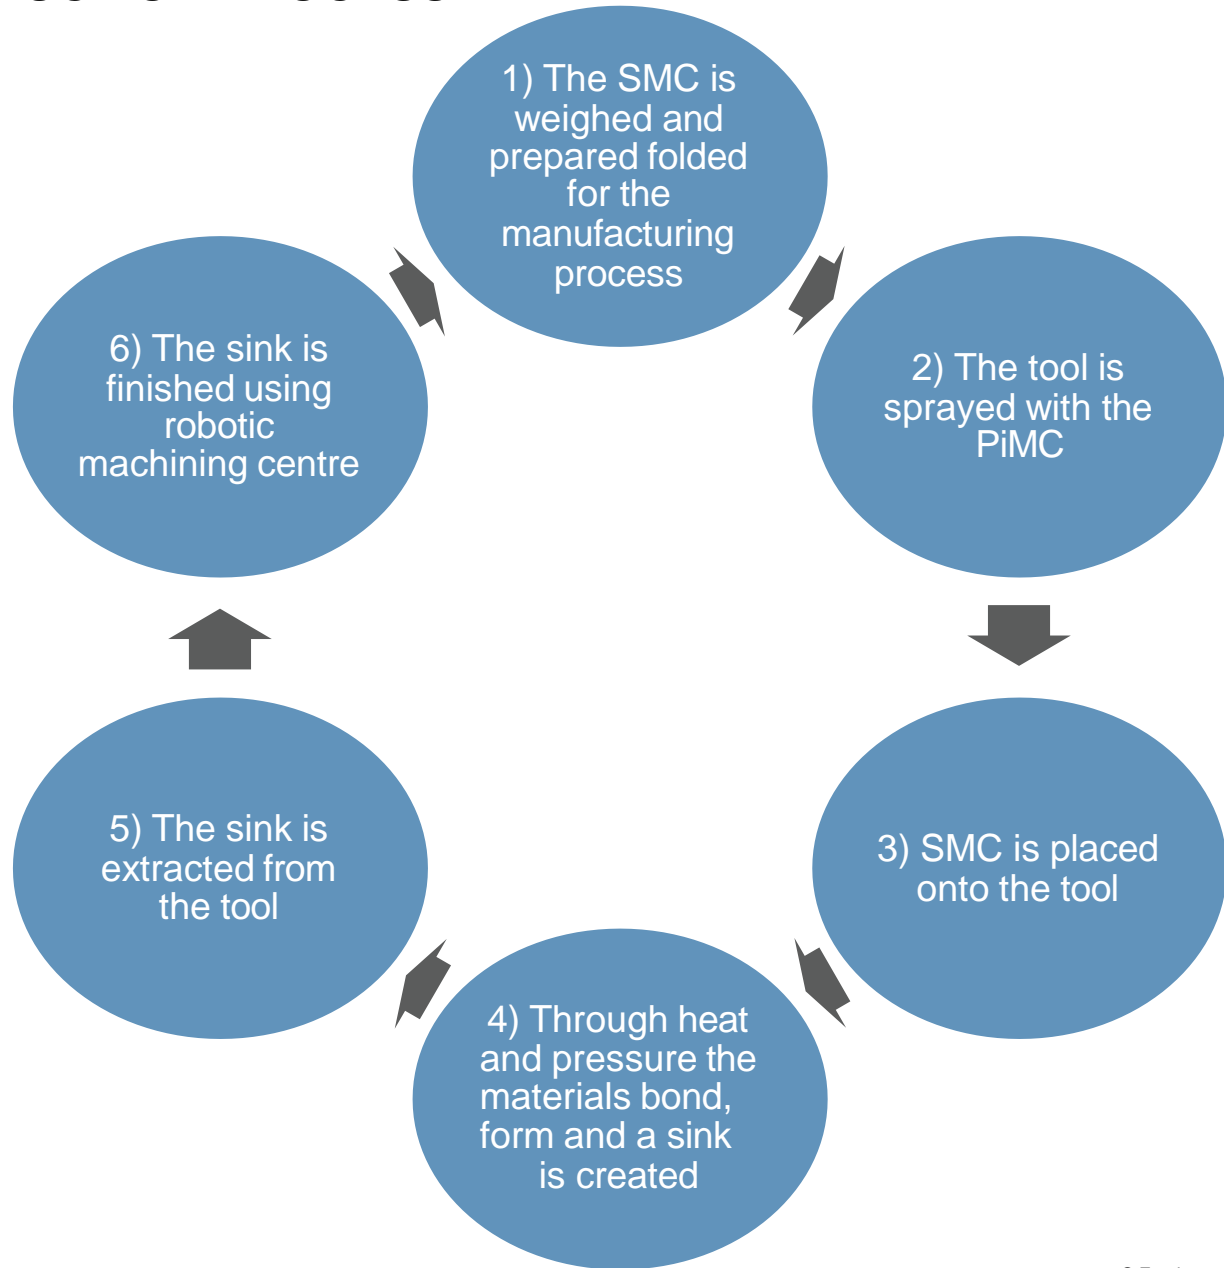 1) The SMC is
weighed and
prepared folded
for the
manufacturing
process
2) The tool is
sprayed with the
PiMC
3) SMC is placed
onto the tool
4) Through heat
and pressure the
materials bond,
form and a sink
is created
5) The sink is
extracted from
the tool
6) The sink is
finished using
robotic
machining centre